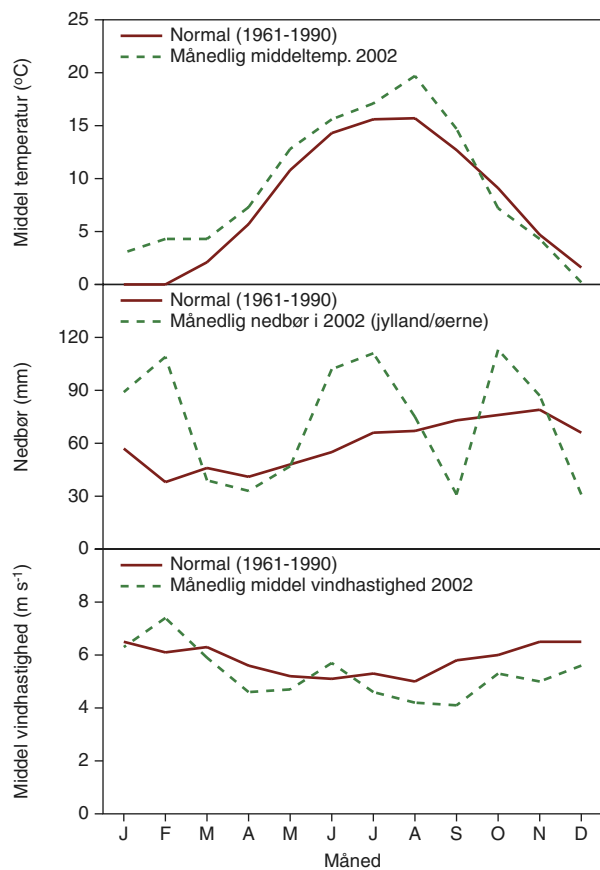 25
20
15
10
5
0
Middel temperatur (ºC)
Normal (1961-1990)
Månedlig middeltemp. 2002
120
90
60
30
0
Nedbør (mm)
Normal (1961-1990)
Månedlig nedbør i 2002 (jylland/øerne)
8
6
4
2
0
Middel vindhastighed (m s-1)
Normal (1961-1990)
Månedlig middel vindhastighed 2002
J F M A M J J A S O N D
Måned